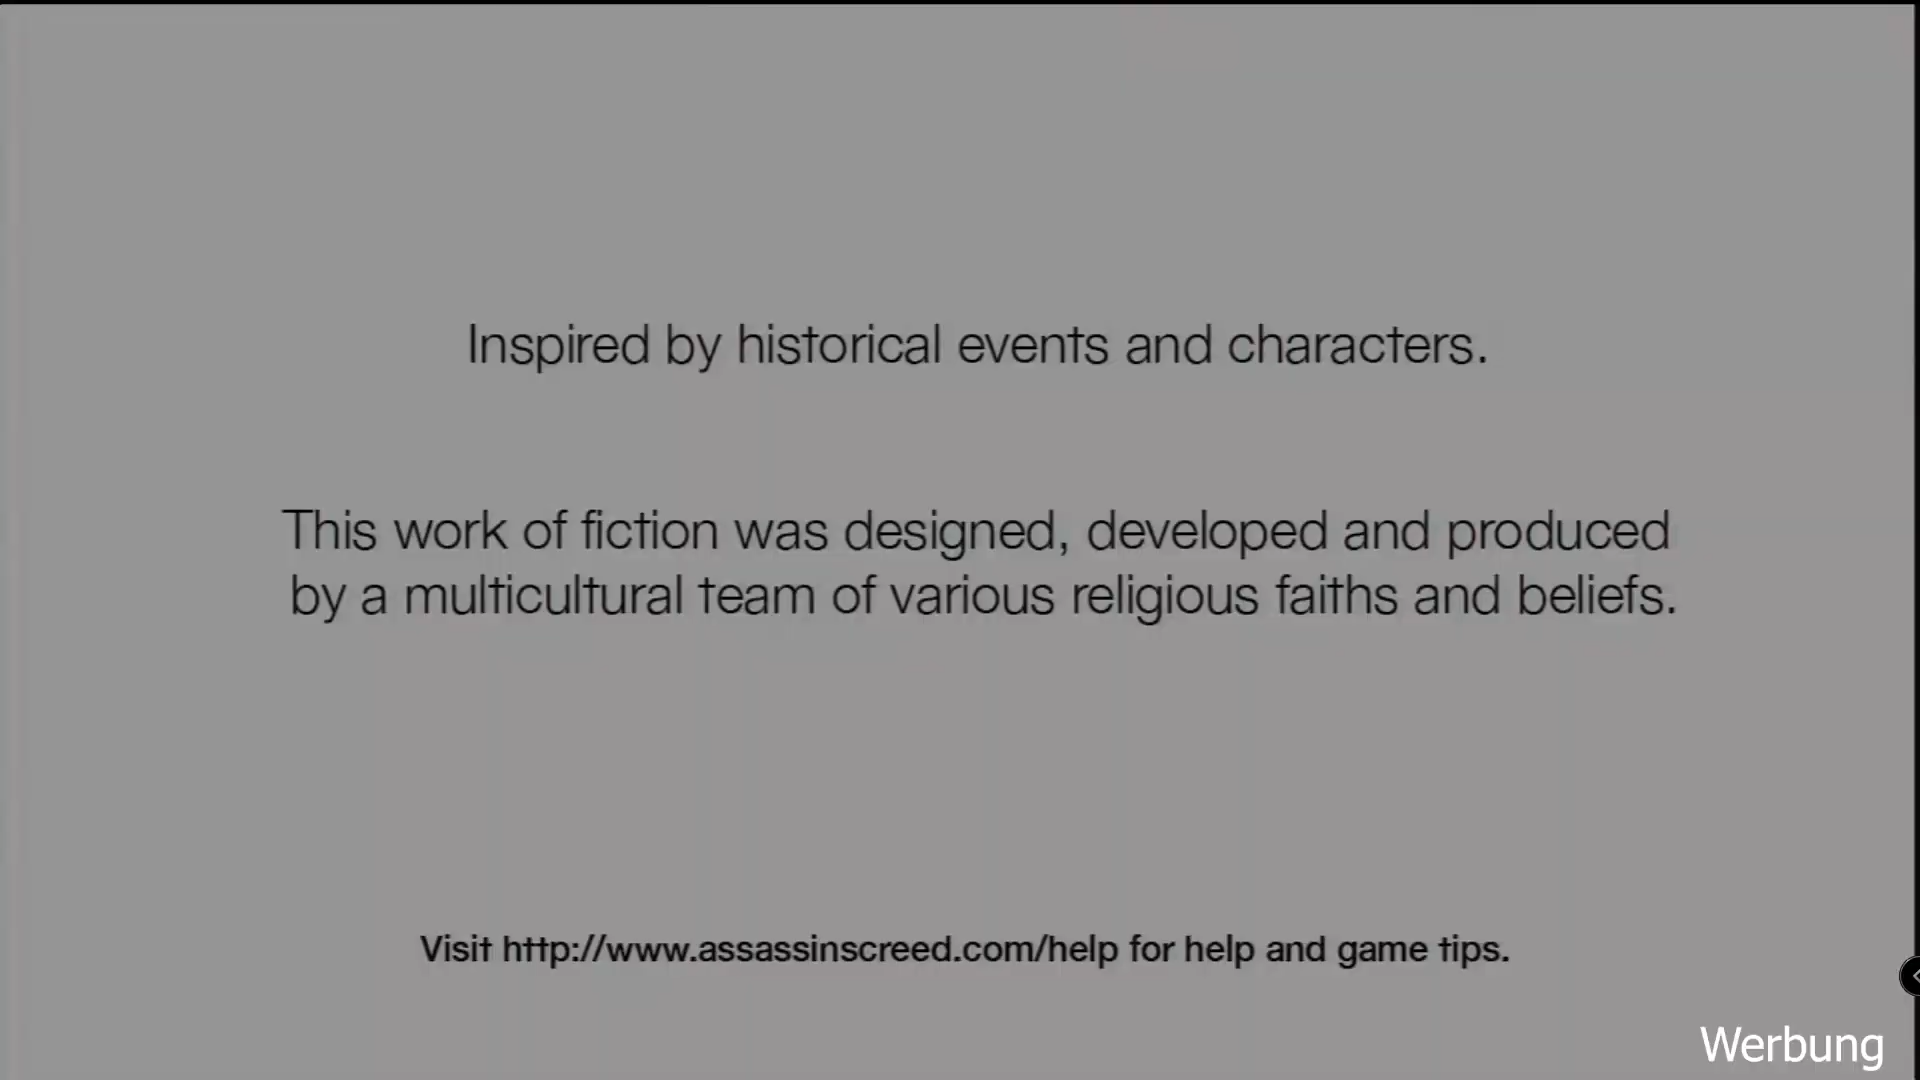 Inspired by historical events and characters.
This work of fiction was designed, developed and produced
by a multicultural team of various religious faiths and beliefs.
Visit http://www.assassinscreed.com/help for help and game tips.
Werbung